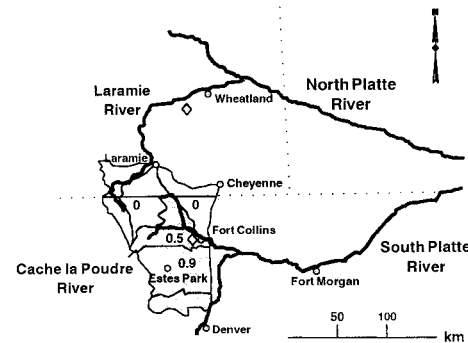 N
North Platte
River
Laramie
River
Wheatland
Laramie
Cheyenne
0
0
Fort Collins
0.5
0.9
Estes Park
Cache la Poudre
River
South Platte
River
Fort Morgan
Denver
50
100
km